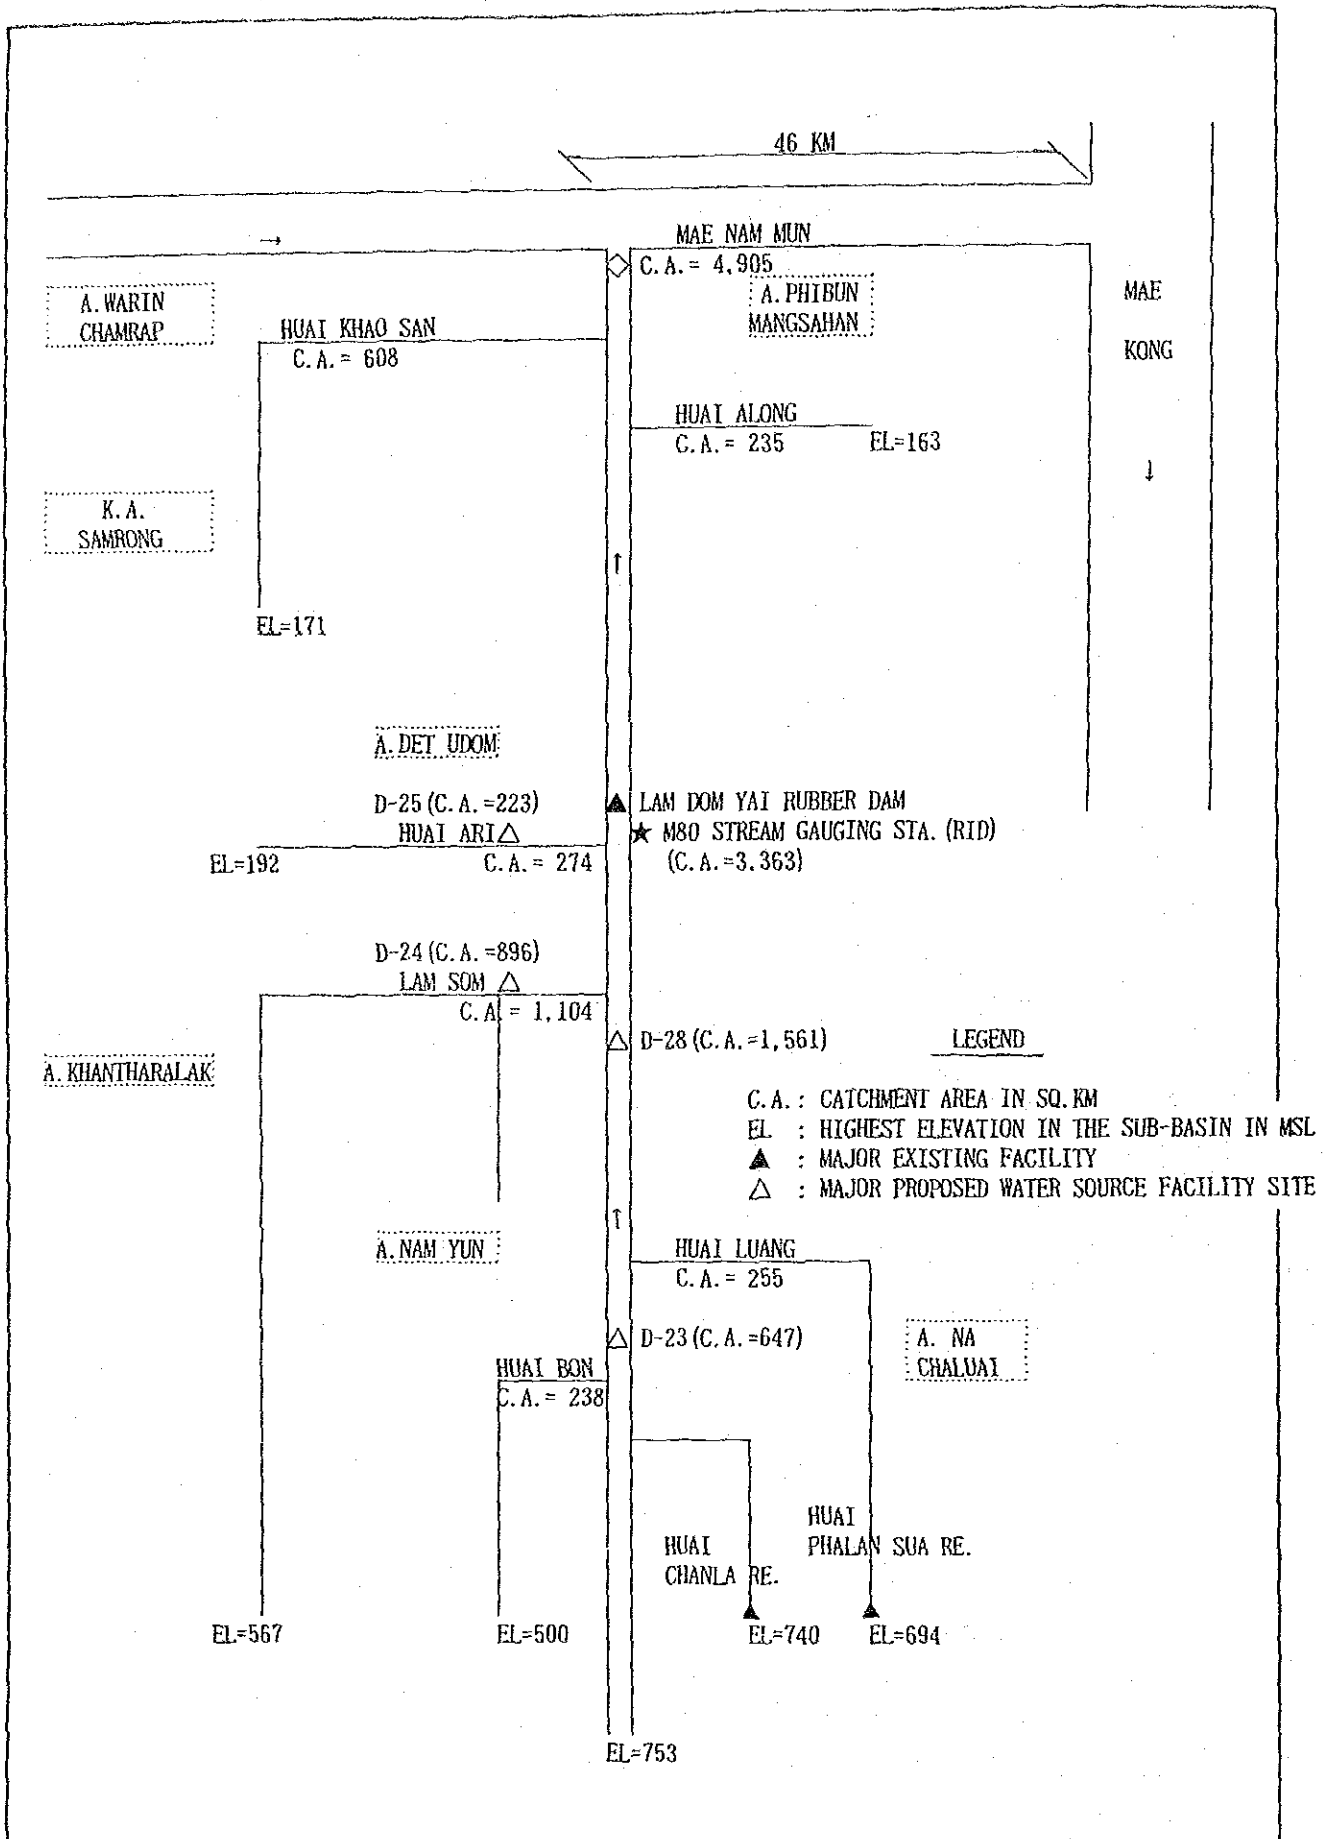 46 KM
→
MAE NAM MUN
C.A.= 4,905
A.WARIN
CHAMRAP
A.PHIBUN
MANGSAHAN
MAE
KONG
↓
HUAI KHAO SAN
C.A.= 608
HUAI ALONG
C.A.= 235
EL=163
K.A.
SAMRONG
↑
EL=171
A.DET UDOM
D-25(C.A.=223)
HUAI ARI△
EL=192
C.A.= 274
▲ LAM DOM YAI RUBBER DAM
★ M80 STREAM GAUGING STA. (RID)
(C.A.=3,363)
D-24(C.A.=896)
LAM SOM △
C.A.= 1,104
△ D-28(C.A.=1,561)
A.KHANTHARALAK
LEGEND
C.A.: CATCHMENT AREA IN SQ.KM
EL : HIGHEST ELEVATION IN THE SUB-BASIN IN MSL
▲ : MAJOR EXISTING FACILITY
△ : MAJOR PROPOSED WATER SOURCE FACILITY SITE
↑
A.NAM YUN
HUAI LUANG
C.A.= 255
△ D-23(C.A.=647)
A. NA
CHALUAI
HUAI BON
C.A.= 238
HUAI
CHANLA RE.
HUAI
PHALAN SUA RE.
EL=567
EL=500
EL=740
EL=694
EL=753